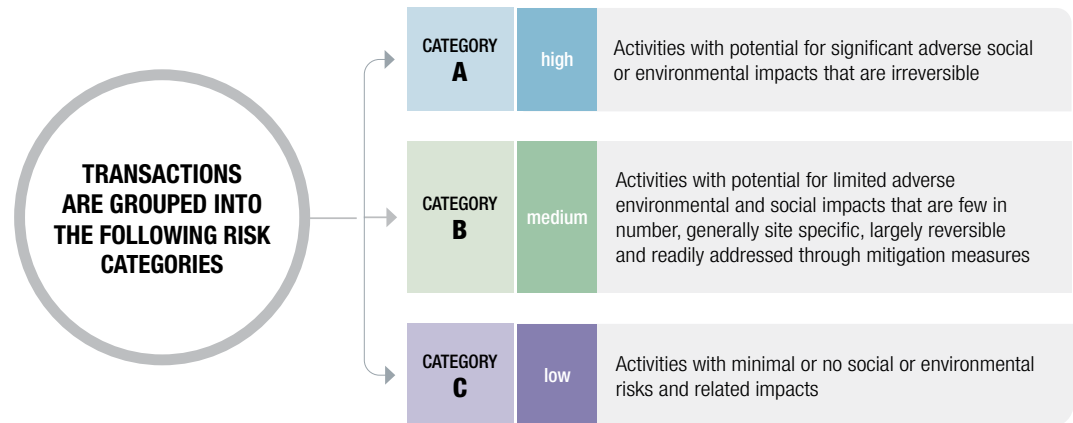 TRANSACTIONS
ARE GROUPED INTO
THE FOLLOWING RISK
CATEGORIES
CATEGORY
A
high
Activities with potential for significant adverse social
or environmental impacts that are irreversible
CATEGORY
B
medium
Activities with potential for limited adverse
environmental and social impacts that are few in
number, generally site specific, largely reversible
and readily addressed through mitigation measures
CATEGORY
C
low
Activities with minimal or no social or environmental
risks and related impacts